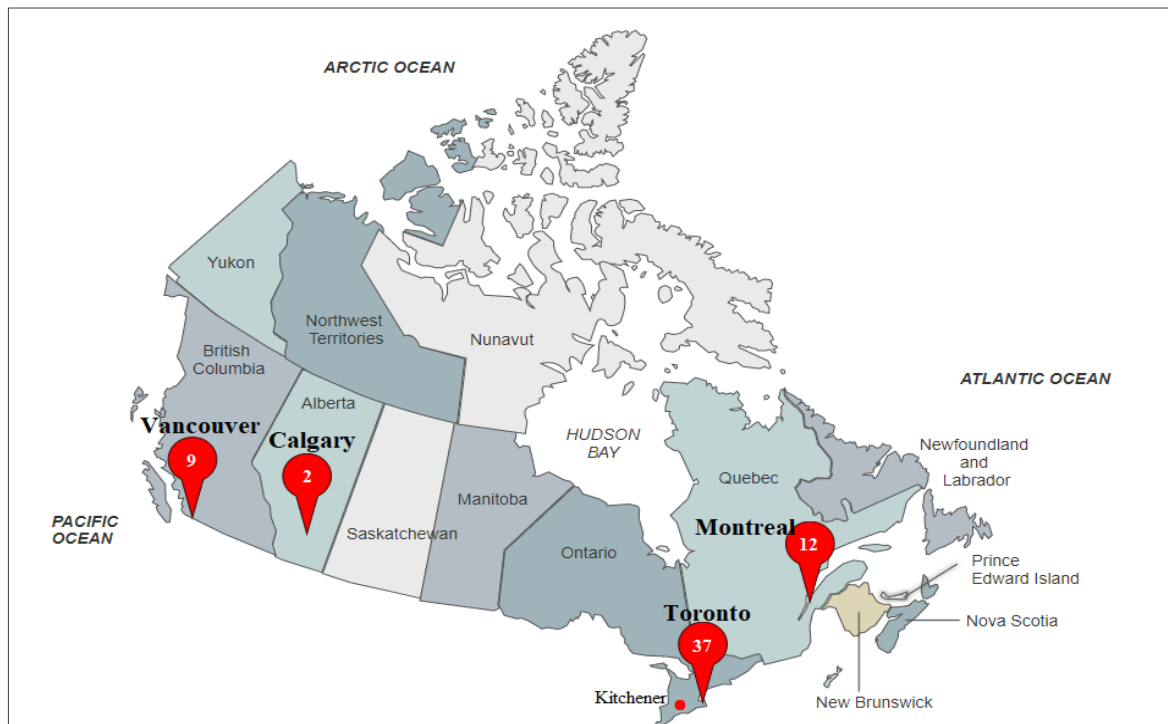 ARCTIC OCEAN
Yukon
Northwest
Territories
Nunavut
British
Columbia
ATLANTIC OCEAN
Alberta
Vancouver
Calgary
HUDSON
BAY
Newfoundland
and
Labrador
9
2
Quebec
Manitoba
PACIFIC
OCEAN
Saskatchewan
Montreal
12
Ontario
Prince
Edward Island
Toronto
Nova Scotia
37
Kitchener
New Brunswick